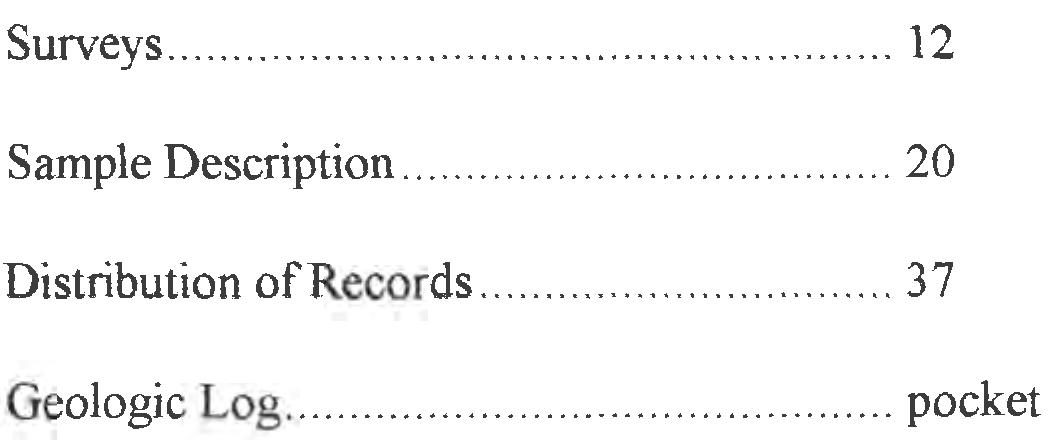 Surveys........................................................ 12
Sample Description..................................... 20
Distribution of Records................................ 37
Geologic Log............................................... pocket